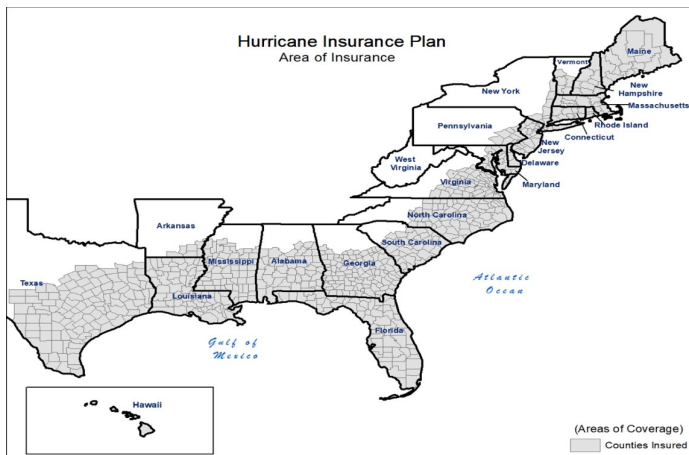 Hurricane Insurance Plan
Area of Insurance
Maine
Vermont
New York
New
Hampshire
Massachusetts
Rhode Island
Connecticut
Pennsylvania
New
Jersey
Delaware
Maryland
West
Virginia
Virginia
North Carolina
Arkansas
South Carolina
Mississippi
Alabama
Georgia
Texas
Louisiana
Atlantic
Ocean
Florida
Gulf of
Mexico
Hawaii
(Areas of Coverage)
Counties Insured